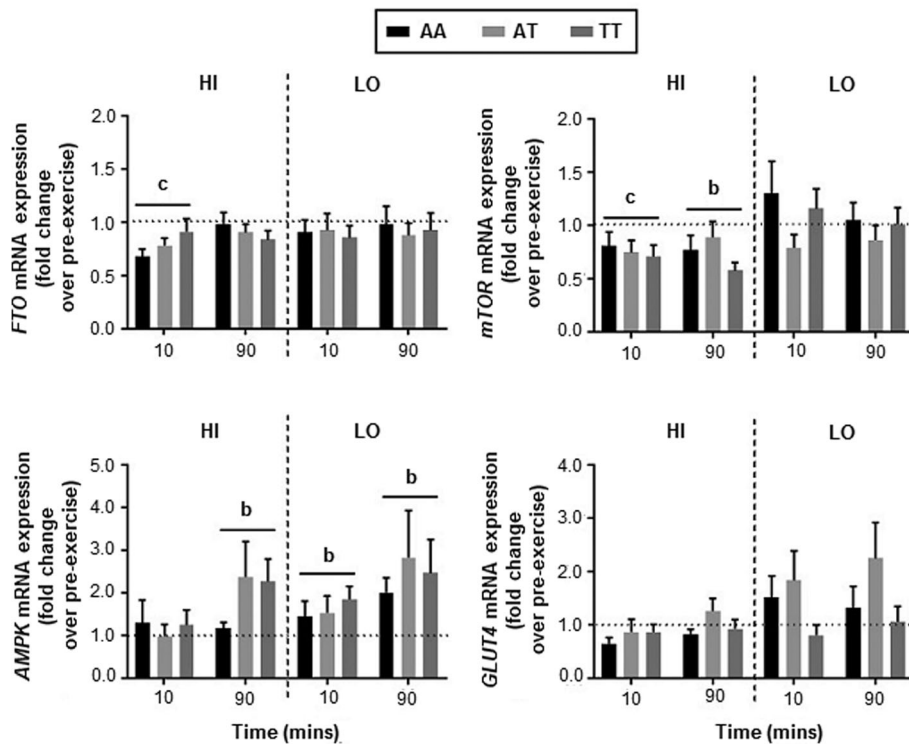 AA AT TT
HI LO
FTO mRNA expression
(fold change
over pre-exercise)
2.0
1.5
1.0
0.5
0.0
c
10 90 10 90
HI LO
mTOR mRNA expression
(fold change
over pre-exercise)
2.0
1.5
1.0
0.5
0.0
c
b
10 90 10 90
HI LO
AMPK mRNA expression
(fold change
over pre-exercise)
5.0
4.0
3.0
2.0
1.0
0.0
b
b
b
10 90 10 90
Time (mins)
HI LO
GLUT4 mRNA expression
(fold change
over pre-exercise)
4.0
3.0
2.0
1.0
0.0
10 90 10 90
Time (mins)